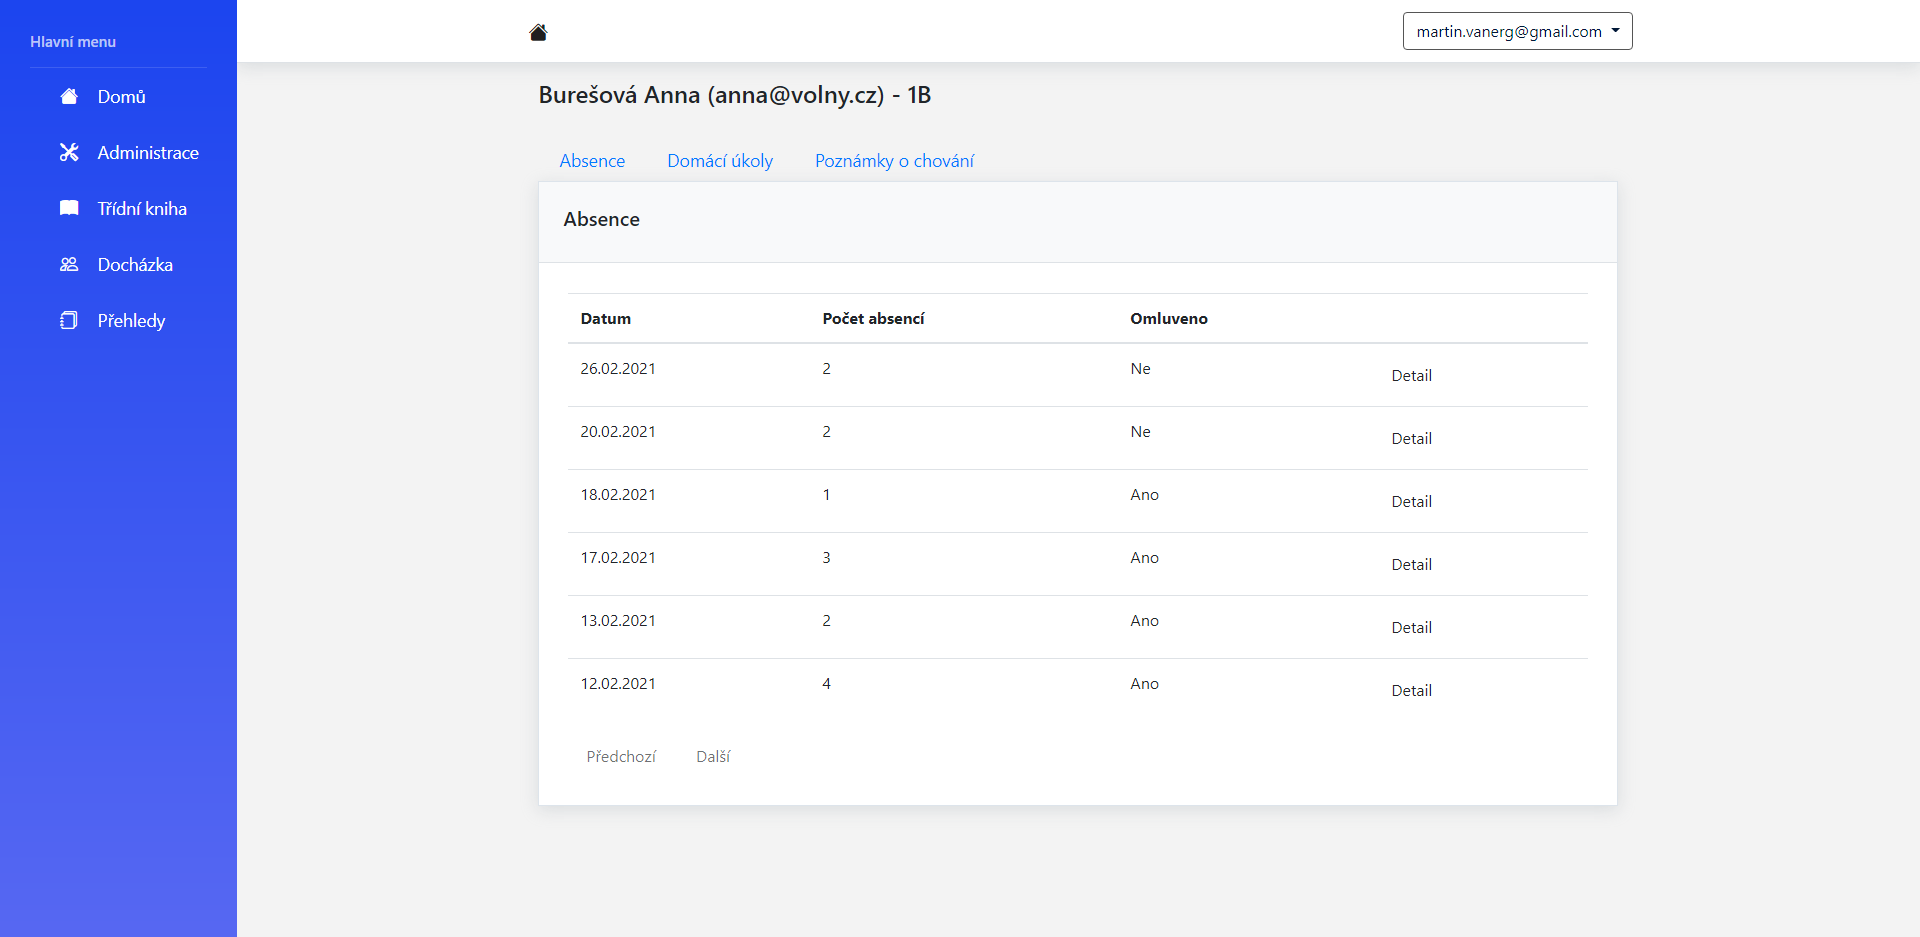 Hlavní menu
Domů
Administrace
Třídní kniha
Docházka
Přehledy
martin.vanerg@gmail.com
Burešová Anna (anna@volny.cz) - 1B
Absence Domácí úkoly Poznámky o chování
Absence
Datum Počet absencí Omluveno
26.02.2021 2 Ne Detail
20.02.2021 2 Ne Detail
18.02.2021 1 Ano Detail
17.02.2021 3 Ano Detail
13.02.2021 2 Ano Detail
12.02.2021 4 Ano Detail
Předchozí Další